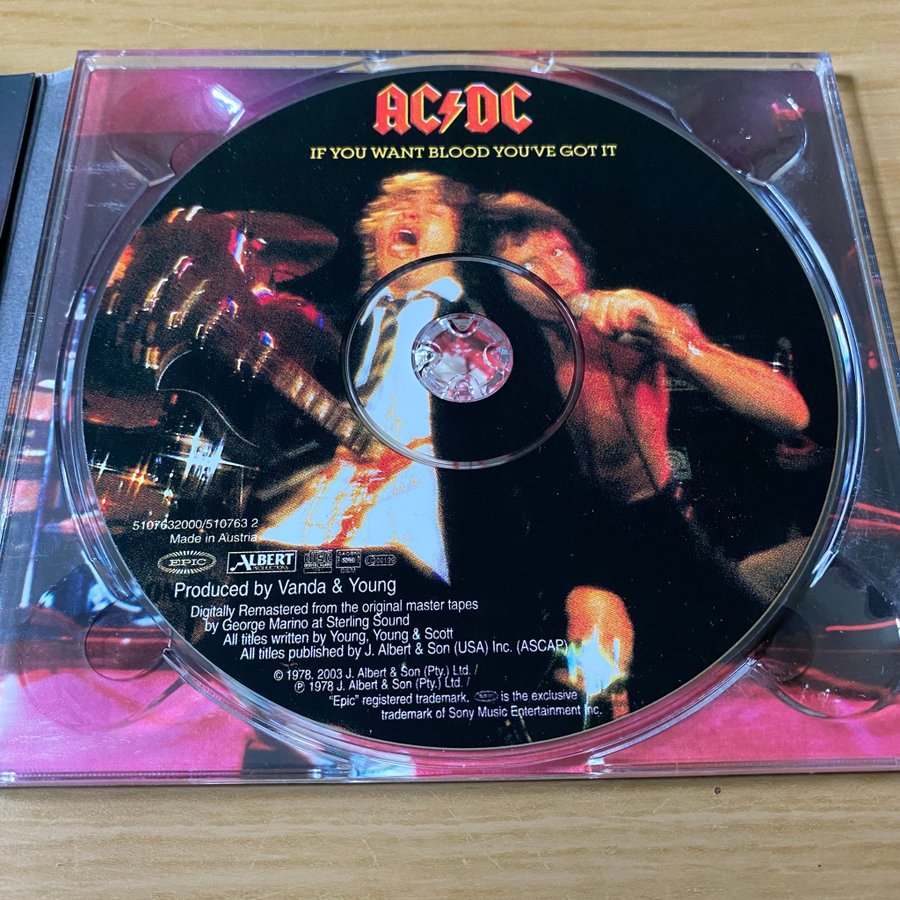 AC⚡DC
IF YOU WANT BLOOD YOU'VE GOT IT
5107632000/510763 2
Made in Austria
EPIC
ALBERT
PRODUCTIONS
Produced by Vanda & Young
Digitally Remastered from the original master tapes
by George Marino at Sterling Sound
All titles written by Young, Young & Scott
All titles published by J. Albert & Son (USA) Inc. (ASCAP)
© 1978, 2003 J. Albert & Son (Pty.) Ltd. /
℗ 1978 J. Albert & Son (Pty.) Ltd. /
"Epic" registered trademark. EPIC is the exclusive
trademark of Sony Music Entertainment Inc.